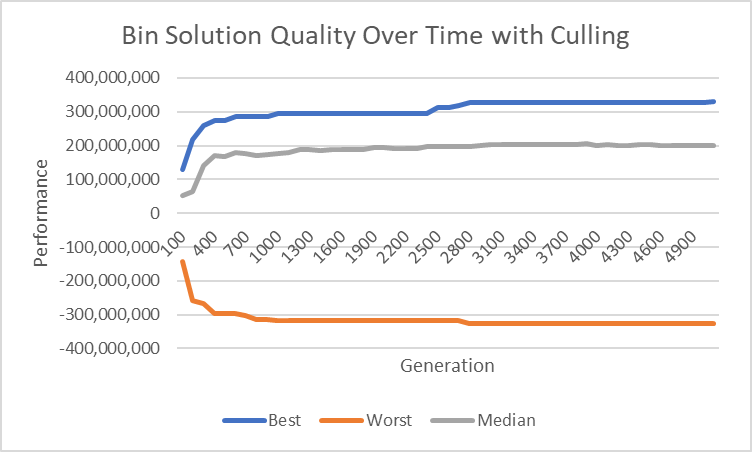 Bin Solution Quality Over Time with Culling
400,000,000
300,000,000
200,000,000
100,000,000
0
-100,000,000
-200,000,000
-300,000,000
-400,000,000
Performance
100 400 700 1000 1300 1600 1900 2200 2500 2800 3100 3400 3700 4000 4300 4600 4900
Generation
Best Worst Median